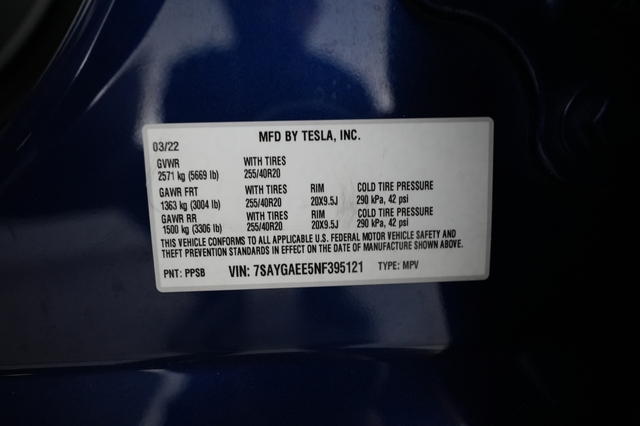 MFD BY TESLA, INC.
03/22
GVWR WITH TIRES
2571 kg (5669 lb) 255/40R20
GAWR FRT WITH TIRES RIM COLD TIRE PRESSURE
1363 kg (3004 lb) 255/40R20 20X9.5J 290 kPa, 42 psi
GAWR RR WITH TIRES RIM COLD TIRE PRESSURE
1500 kg (3306 lb) 255/40R20 20X9.5J 290 kPa, 42 psi
THIS VEHICLE CONFORMS TO ALL APPLICABLE U.S. FEDERAL MOTOR VEHICLE SAFETY AND
THEFT PREVENTION STANDARDS IN EFFECT ON THE DATE OF MANUFACTURE SHOWN ABOVE.
PNT: PPSB VIN: 7SAYGAEE5NF395121 TYPE: MPV